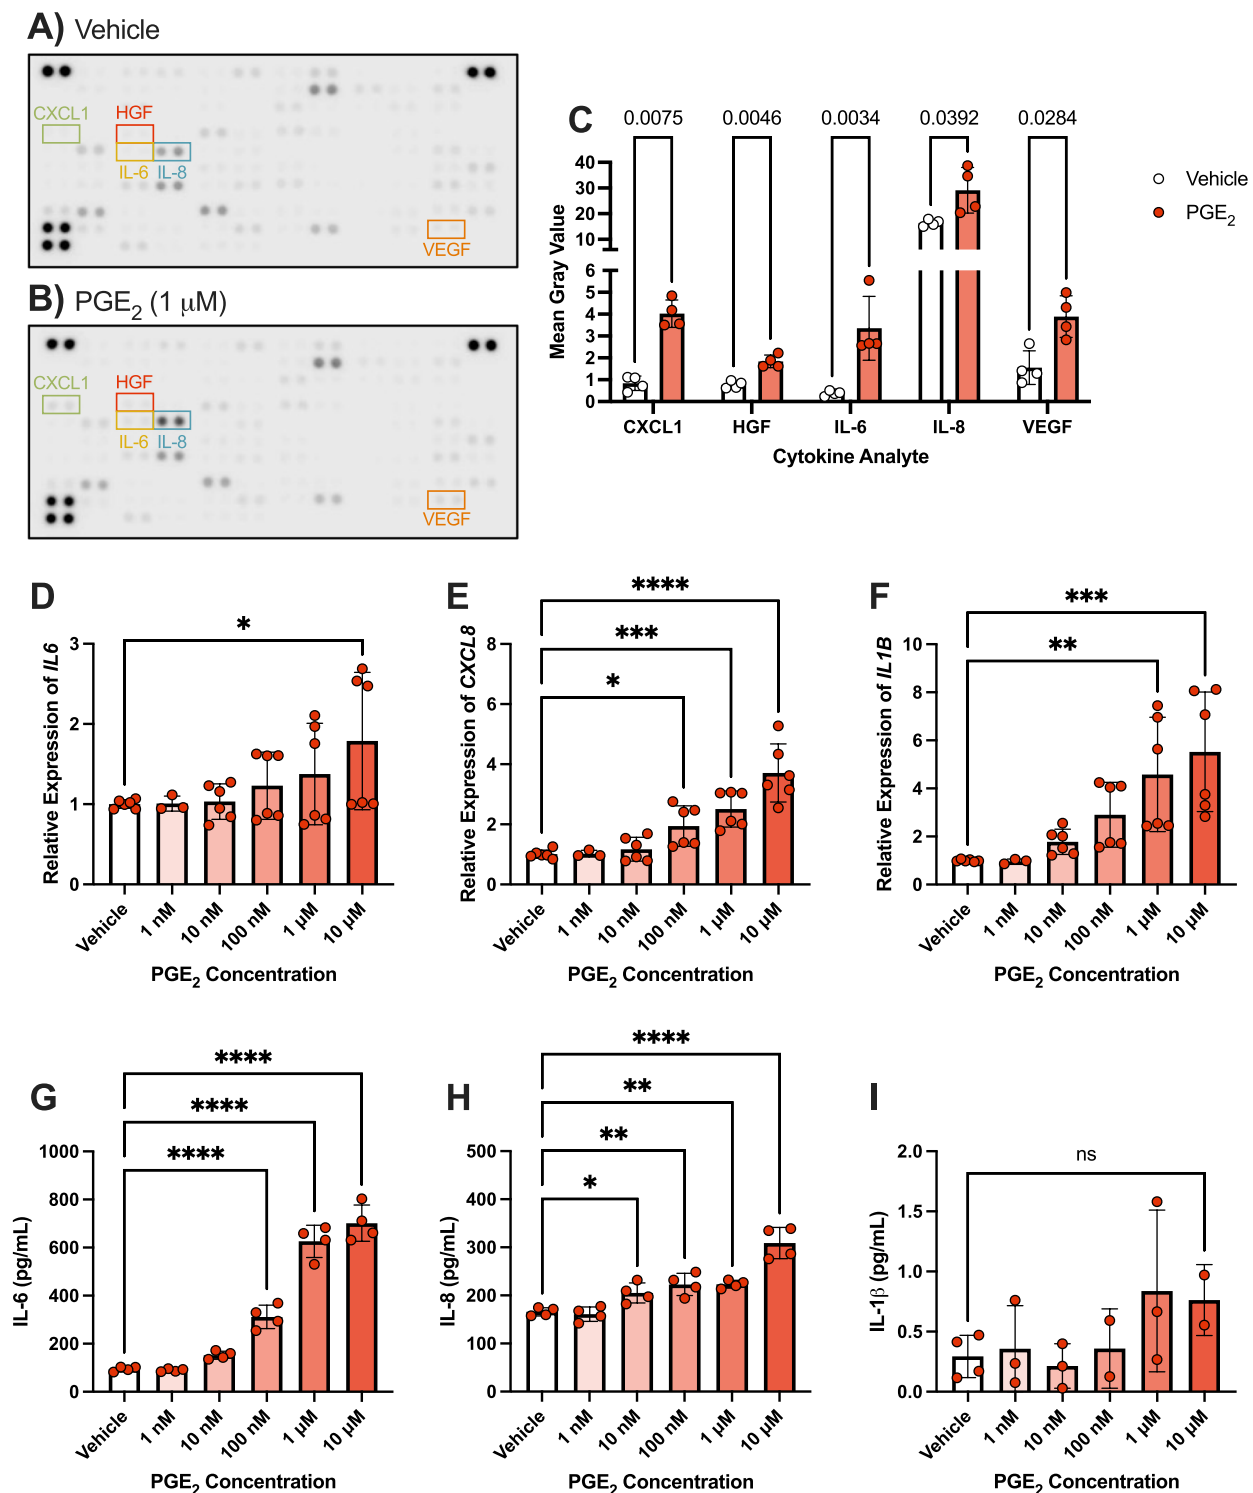 A) Vehicle
CXCL1
HGF
IL-6
IL-8
VEGF
B) PGE2 (1 μM)
CXCL1
HGF
IL-6
IL-8
VEGF
C
0.0075 0.0046 0.0034 0.0392 0.0284
Mean Gray Value
40
30
20
10
6
5
4
3
2
1
0
CXCL1 HGF IL-6 IL-8 VEGF
Cytokine Analyte
Vehicle
PGE2
D
*
Relative Expression of IL6
3
2
1
0
Vehicle 1 nM 10 nM 100 nM 1 μM 10 μM
PGE2 Concentration
E
****
***
*
Relative Expression of CXCL8
8
6
4
2
0
Vehicle 1 nM 10 nM 100 nM 1 μM 10 μM
PGE2 Concentration
F
***
**
Relative Expression of IL1B
10
8
6
4
2
0
Vehicle 1 nM 10 nM 100 nM 1 μM 10 μM
PGE2 Concentration
G
****
****
****
IL-6 (pg/mL)
1000
800
600
400
200
0
Vehicle 1 nM 10 nM 100 nM 1 μM 10 μM
PGE2 Concentration
H
****
**
**
*
IL-8 (pg/mL)
500
400
300
200
100
0
Vehicle 1 nM 10 nM 100 nM 1 μM 10 μM
PGE2 Concentration
I
ns
IL-1β (pg/mL)
2.0
1.5
1.0
0.5
0.0
Vehicle 1 nM 10 nM 100 nM 1 μM 10 μM
PGE2 Concentration